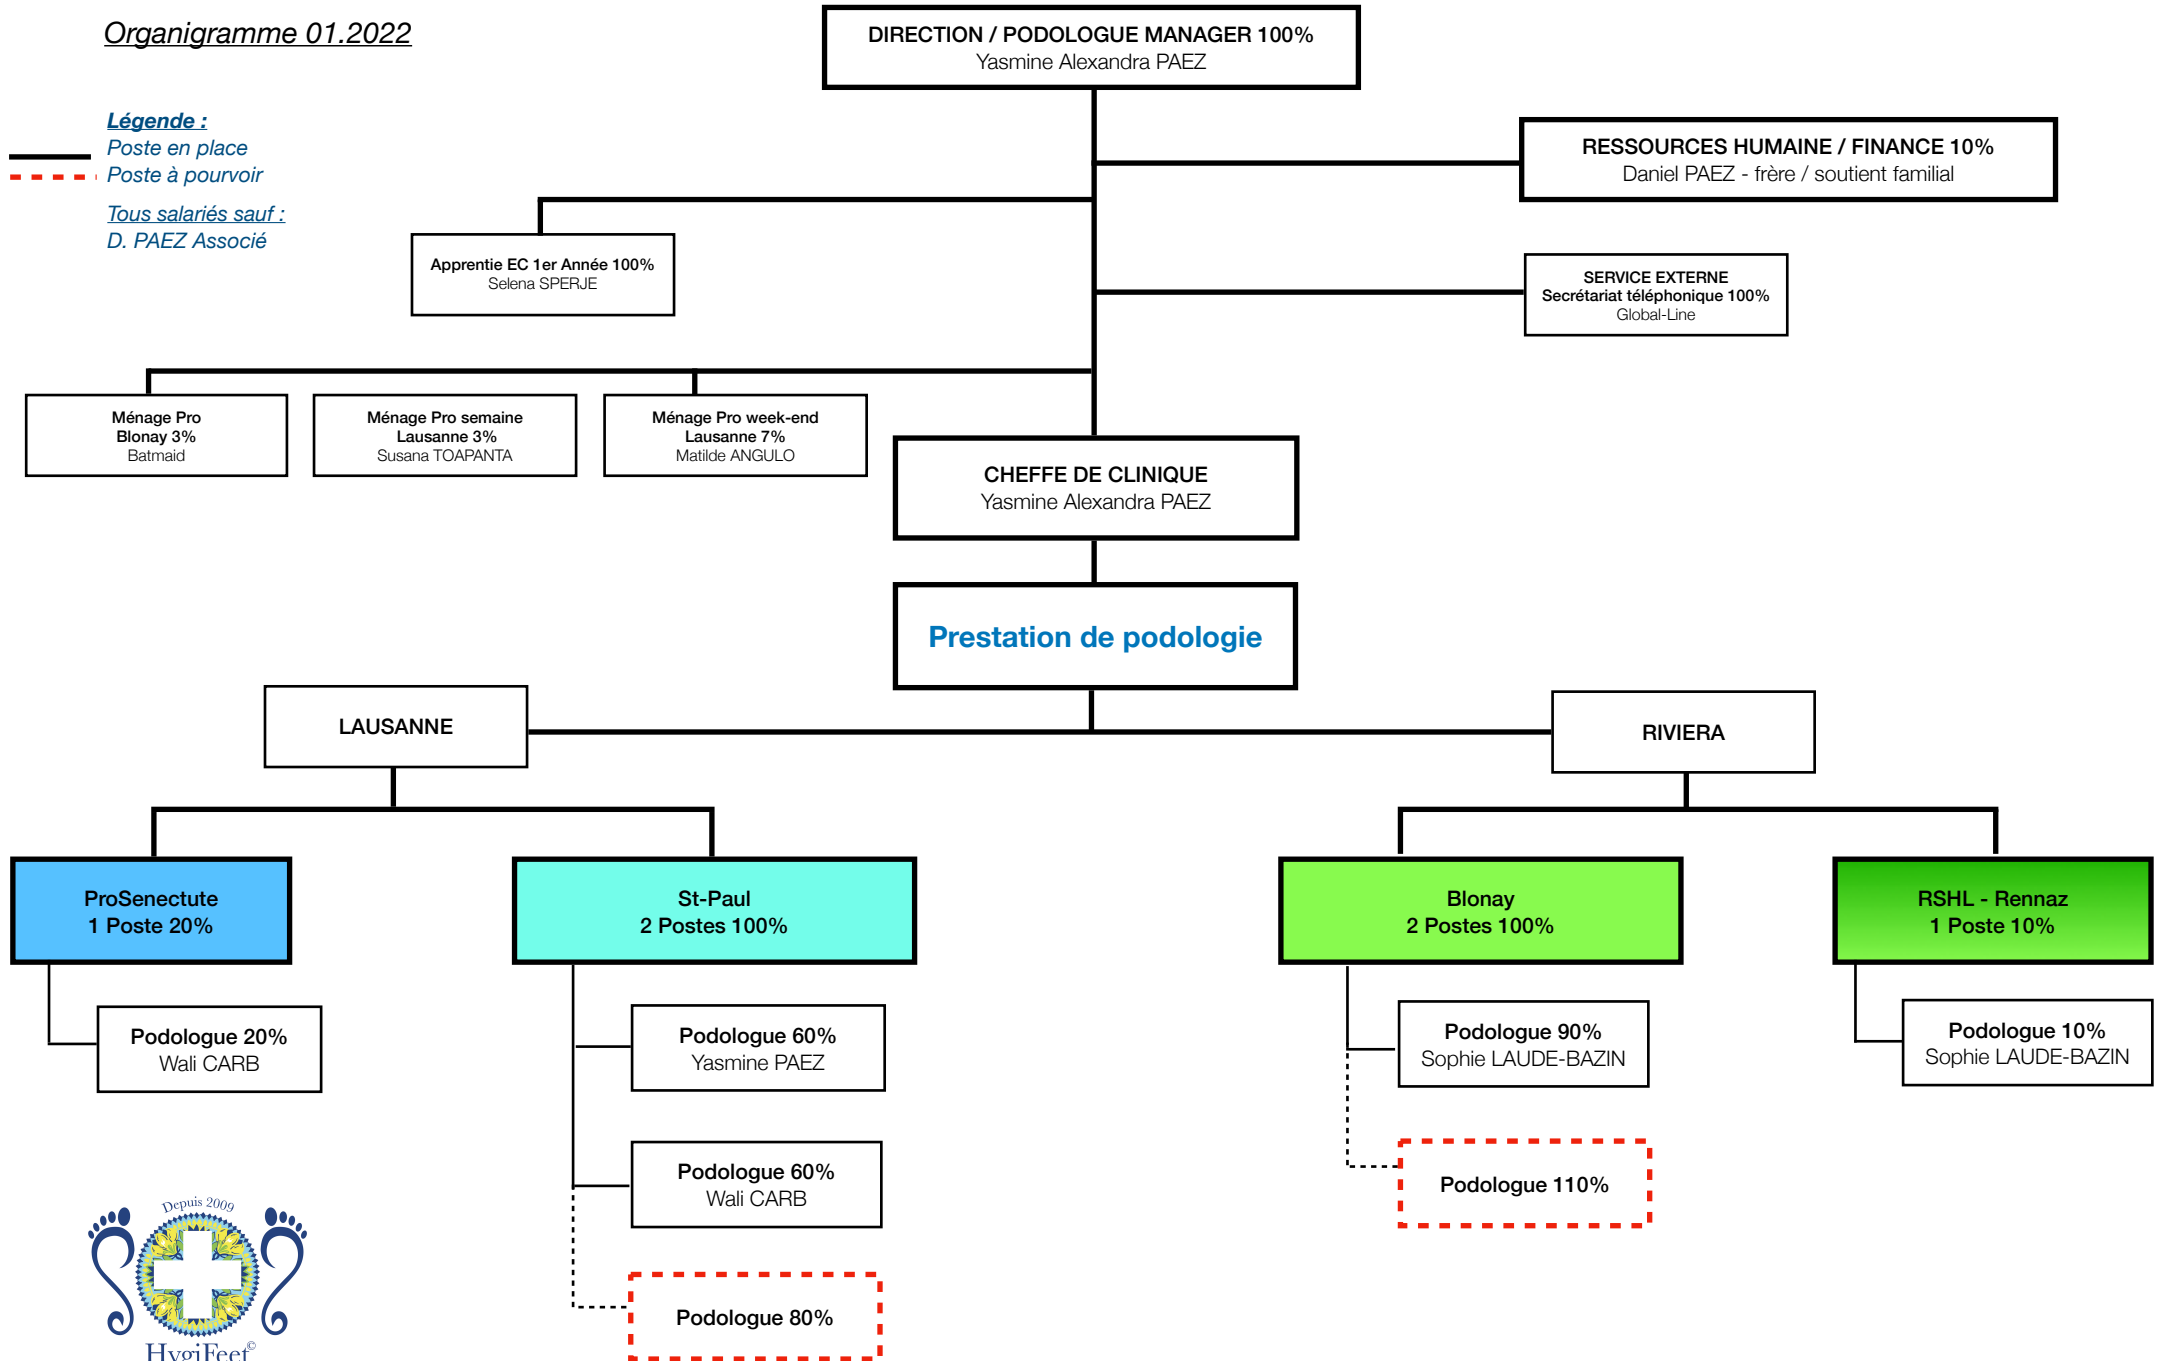 Organigramme 01.2022
DIRECTION / PODOLOGUE MANAGER 100%
Yasmine Alexandra PAEZ
Légende :
Poste en place
Poste à pourvoir
Tous salariés sauf :
D. PAEZ Associé
RESSOURCES HUMAINE / FINANCE 10%
Daniel PAEZ - frère / soutient familial
Apprentie EC 1er Année 100%
Selena SPERJE
SERVICE EXTERNE
Secrétariat téléphonique 100%
Global-Line
Ménage Pro
Blonay 3%
Batmaid
Ménage Pro semaine
Lausanne 3%
Susana TOAPANTA
Ménage Pro week-end
Lausanne 7%
Matilde ANGULO
CHEFFE DE CLINIQUE
Yasmine Alexandra PAEZ
Prestation de podologie
LAUSANNE
RIVIERA
ProSenectute
1 Poste 20%
St-Paul
2 Postes 100%
Blonay
2 Postes 100%
RSHL - Rennaz
1 Poste 10%
Podologue 20%
Wali CARB
Podologue 60%
Yasmine PAEZ
Podologue 90%
Sophie LAUDE-BAZIN
Podologue 10%
Sophie LAUDE-BAZIN
Podologue 60%
Wali CARB
Podologue 110%
Podologue 80%
Depuis 2009
HygiFeet©